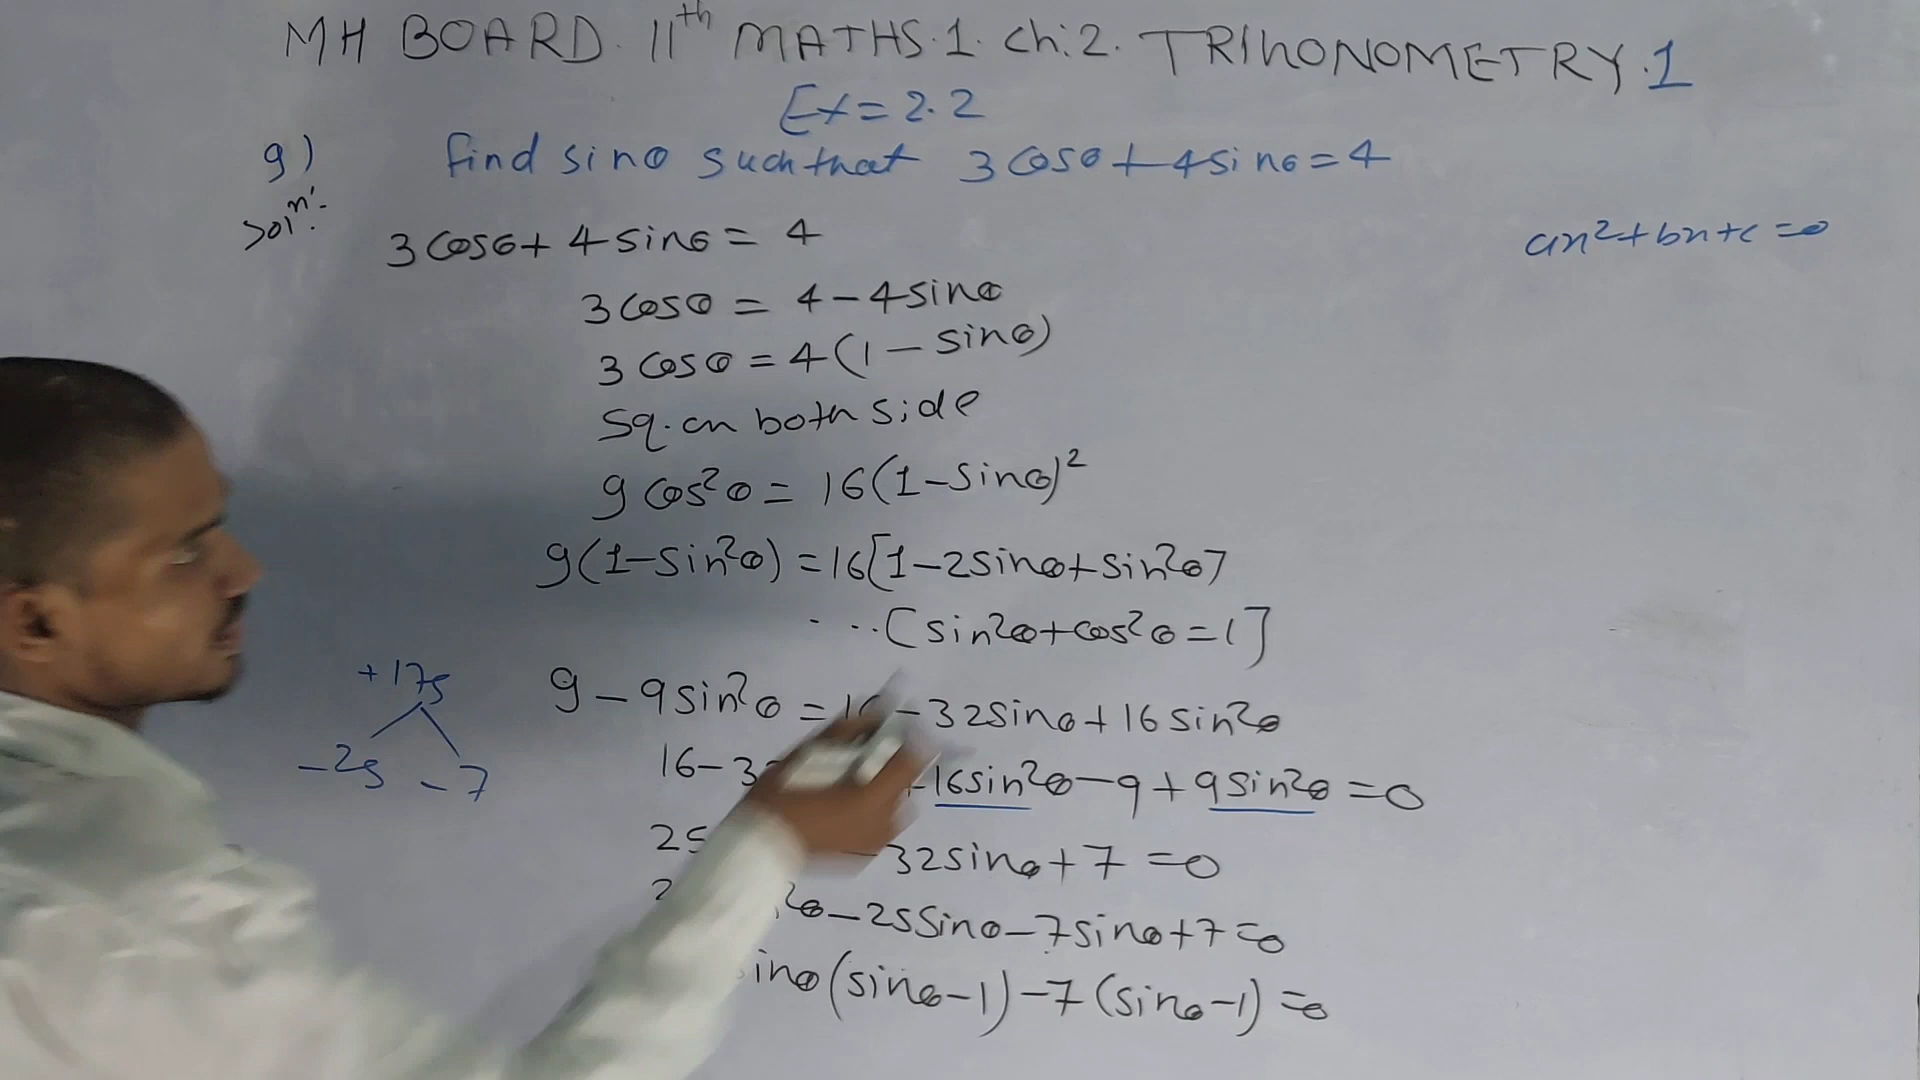 MH BOARD. 11th MATHS.1. Ch:2. TRIGONOMETRY.1
Ex=2.2
9) find sinθ such that 3cosθ+4sinθ=4
Soln:-
3cosθ+4sinθ=4
ax²+bx+c=0
3cosθ=4-4sinθ
3cosθ=4(1-sinθ)
Sq. on both side
9cos²θ=16(1-sinθ)²
9(1-sin²θ)=16[1-2sinθ+sin²θ]
...[sin²θ+cos²θ=1]
9-9sin²θ=16-32sinθ+16sin²θ
+175
-25 -7
16-3 +16sin²θ-9+9sin²θ=0
25 -32sinθ+7=0
2 ²θ-25sinθ-7sinθ+7=0
inθ(sinθ-1)-7(sinθ-1)=0